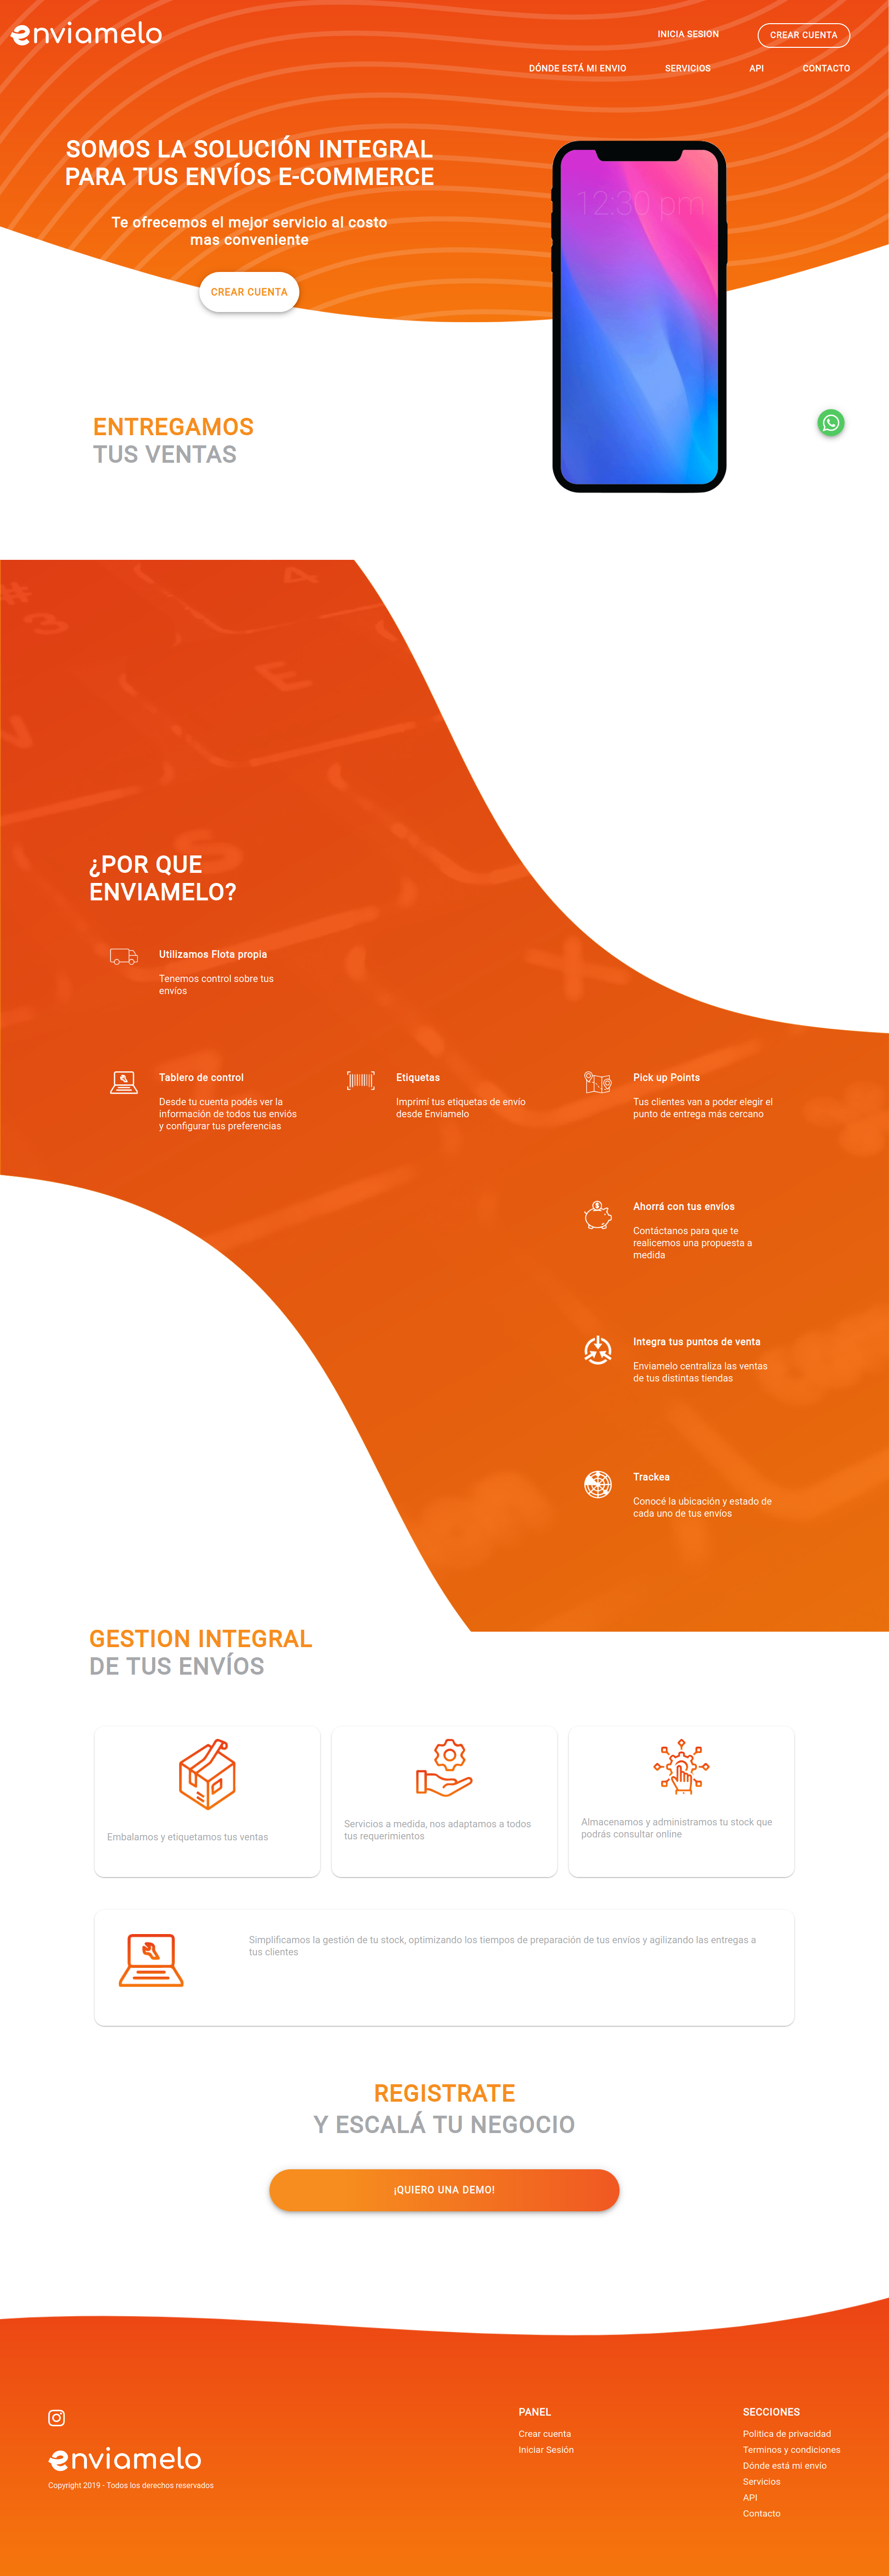 enviamelo
INICIA SESION
CREAR CUENTA
DÓNDE ESTÁ MI ENVIO
SERVICIOS
API
CONTACTO
SOMOS LA SOLUCIÓN INTEGRAL
PARA TUS ENVÍOS E-COMMERCE
Te ofrecemos el mejor servicio al costo
mas conveniente
CREAR CUENTA
12:30 pm
ENTREGAMOS
TUS VENTAS
¿POR QUE
ENVIAMELO?
Utilizamos Flota propia
Tenemos control sobre tus
envíos
Tablero de control
Desde tu cuenta podés ver la
información de todos tus enviós
y configurar tus preferencias
Etiquetas
Imprimí tus etiquetas de envío
desde Enviamelo
Pick up Points
Tus clientes van a poder elegir el
punto de entrega más cercano
Ahorrá con tus envíos
Contáctanos para que te
realicemos una propuesta a
medida
Integra tus puntos de venta
Enviamelo centraliza las ventas
de tus distintas tiendas
Trackea
Conocé la ubicación y estado de
cada uno de tus envíos
GESTION INTEGRAL
DE TUS ENVÍOS
Embalamos y etiquetamos tus ventas
Servicios a medida, nos adaptamos a todos
tus requerimientos
Almacenamos y administramos tu stock que
podrás consultar online
Simplificamos la gestión de tu stock, optimizando los tiempos de preparación de tus envíos y agilizando las entregas a
tus clientes
REGISTRATE
Y ESCALÁ TU NEGOCIO
¡QUIERO UNA DEMO!
enviamelo
Copyright 2019 - Todos los derechos reservados
PANEL
Crear cuenta
Iniciar Sesión
SECCIONES
Politica de privacidad
Terminos y condiciones
Dónde está mi envío
Servicios
API
Contacto